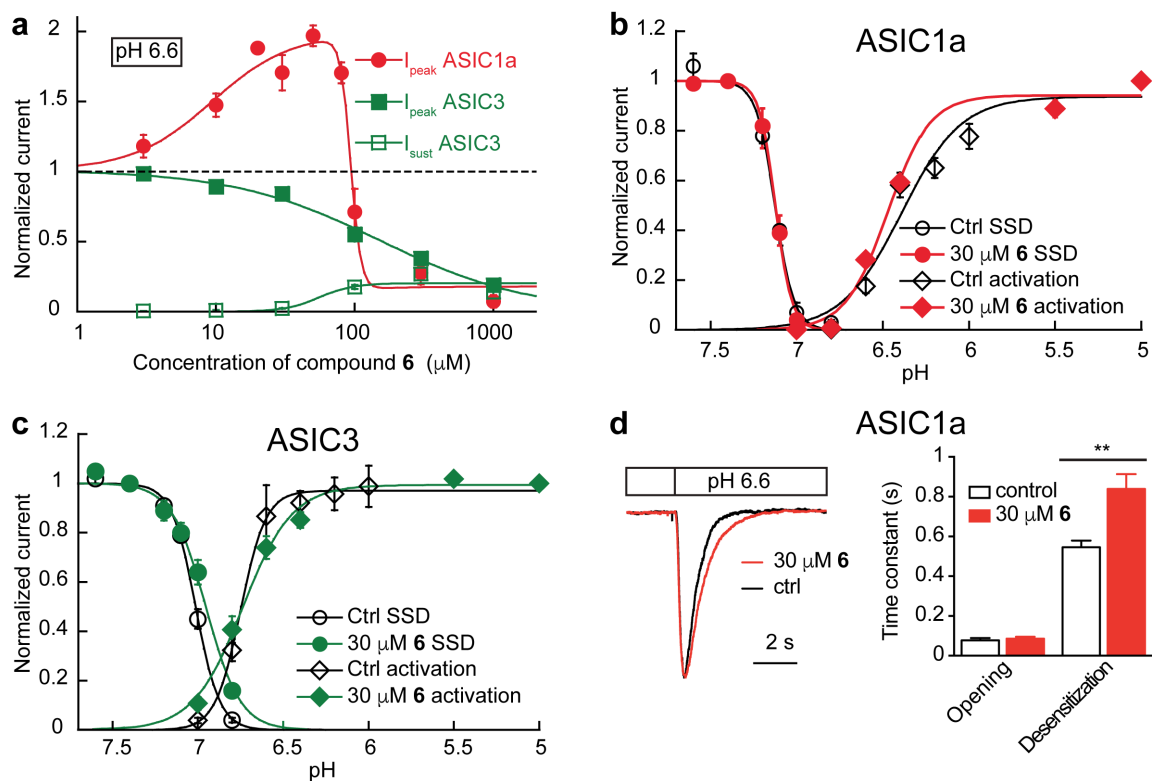 a
pH 6.6
2
1.5
1
0.5
0
Normalized current
I peak ASIC1a
I peak ASIC3
I sust ASIC3
1
10
100
1000
Concentration of compound 6 (µM)
b
ASIC1a
1.2
1
0.8
0.6
0.4
0.2
0
Normalized current
Ctrl SSD
30 µM 6 SSD
Ctrl activation
30 µM 6 activation
7.5
7
6.5
6
5.5
5
pH
c
ASIC3
1.2
1
0.8
0.6
0.4
0.2
0
Normalized current
Ctrl SSD
30 µM 6 SSD
Ctrl activation
30 µM 6 activation
7.5
7
6.5
6
5.5
5
pH
d
ASIC1a
pH 6.6
30 µM 6
ctrl
2 s
1
0.8
0.6
0.4
0.2
0
Time constant (s)
**
control
30 µM 6
Opening
Desensitization